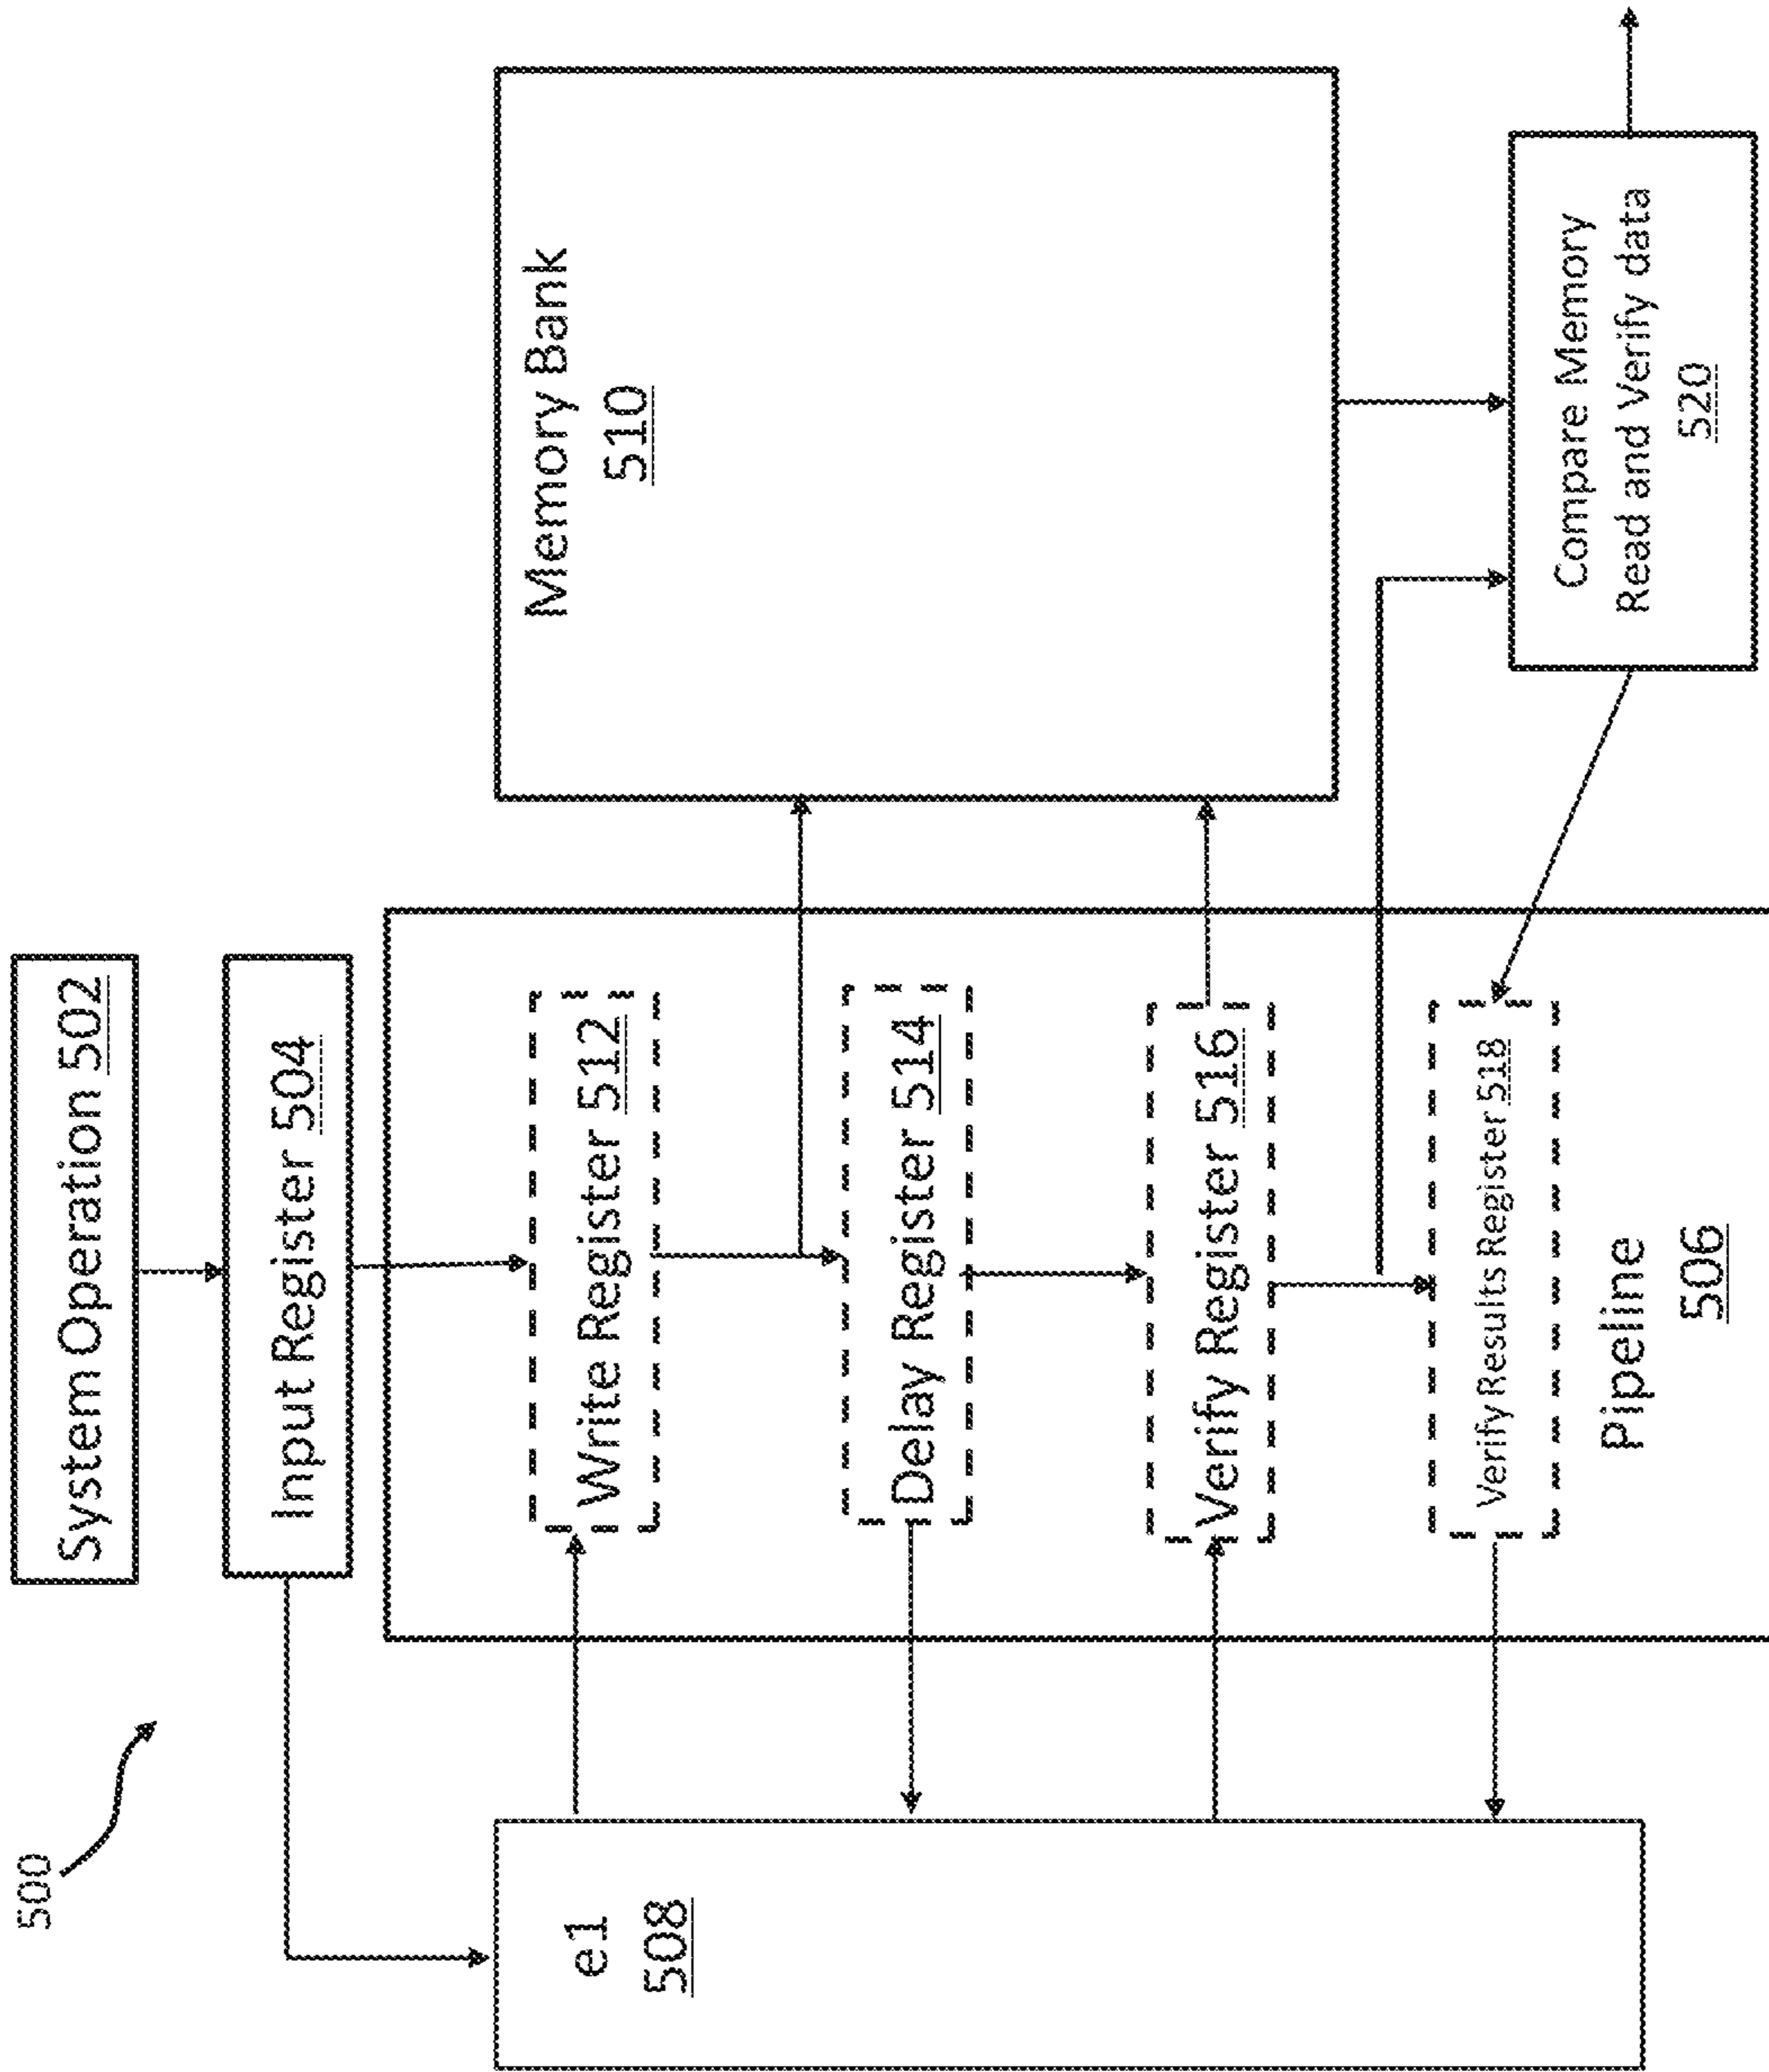 500
System Operation 502
Input Register 504
e1
508
Write Register 512
Delay Register 514
Verify Register 516
Verify Results Register 518
Pipeline
506
Memory Bank
510
Compare Memory
Read and Verify data
520